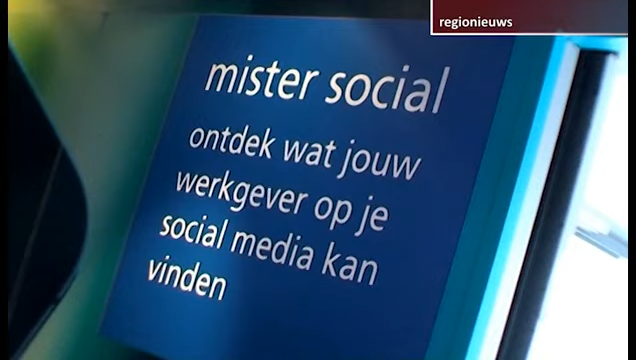 regionieuws
mister social
ontdek wat jouw
werkgever op je
social media kan
vinden